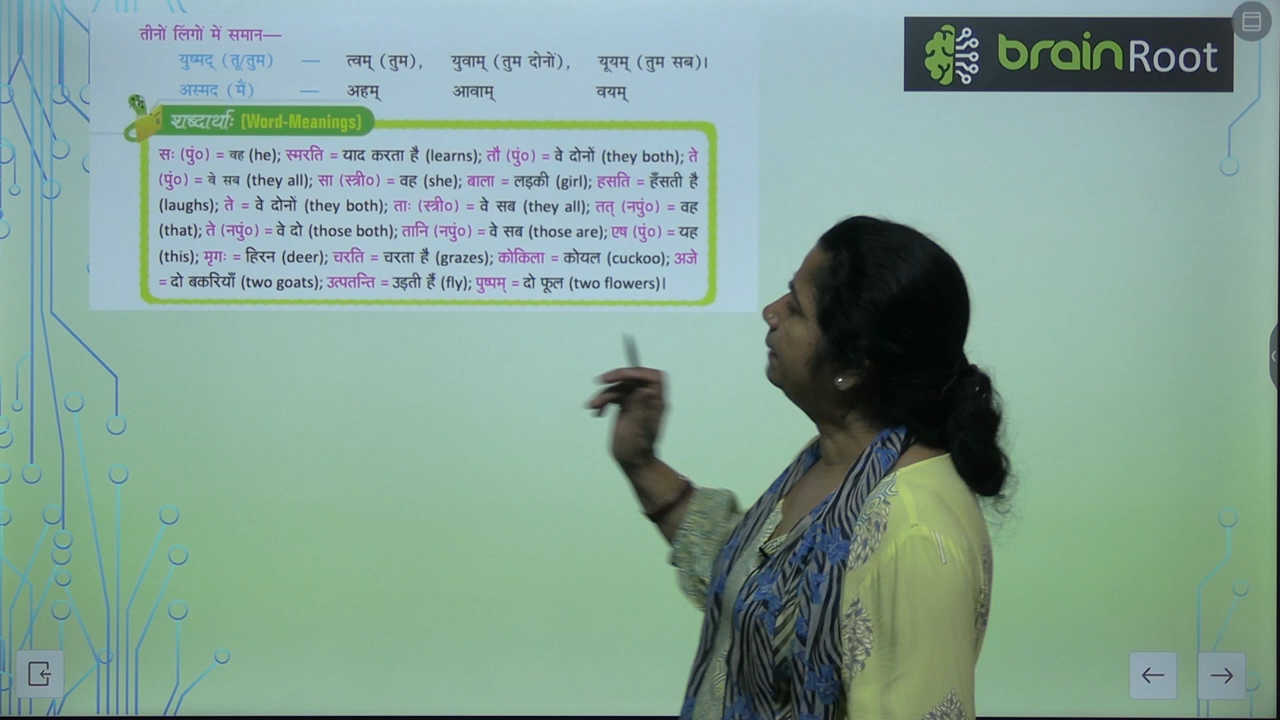 तीनों लिंगों में समान—
युष्मद् (तू/तुम) — त्वम् (तुम), युवाम् (तुम दोनों), यूयम् (तुम सब)।
अस्मद (मैं) — अहम् आवाम् वयम्
शब्दार्थाः [Word-Meanings]
सः (पुं०) = वह (he); स्मरति = याद करता है (learns); तौ (पुं०) = वे दोनों (they both); ते
(पुं०) = वे सब (they all); सा (स्त्री०) = वह (she); बाला = लड़की (girl); हसति = हँसती है
(laughs); ते = वे दोनों (they both); ताः (स्त्री०) = वे सब (they all); तत् (नपुं०) = वह
(that); ते (नपुं०) = वे दो (those both); तानि (नपुं०) = वे सब (those are); एष (पुं०) = यह
(this); मृगः = हिरन (deer); चरति = चरता है (grazes); कोकिला = कोयल (cuckoo); अजे
= दो बकरियाँ (two goats); उत्पतन्ति = उड़ती हैं (fly); पुष्पम् = दो फूल (two flowers)।
brainRoot